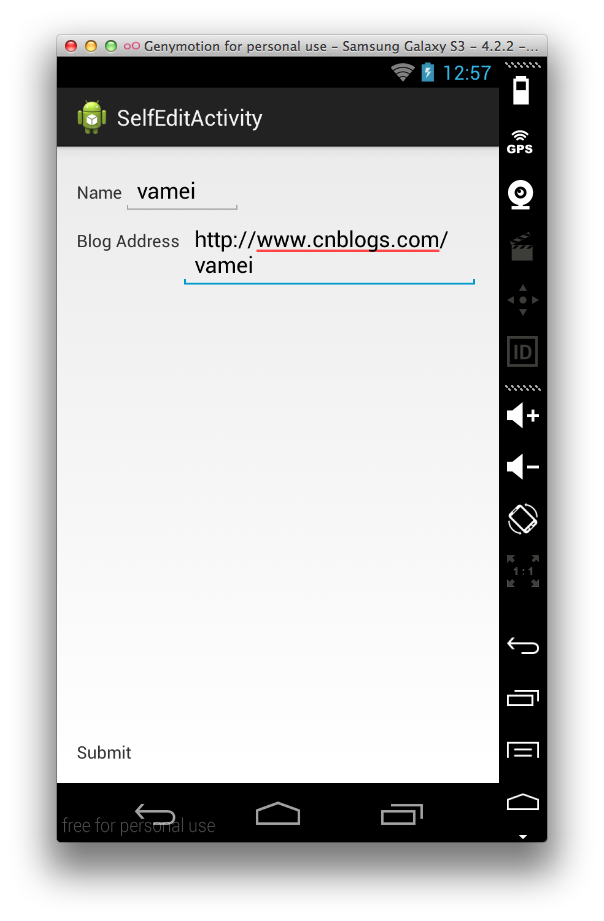 Genymotion for personal use - Samsung Galaxy S3 - 4.2.2 -...
12:57
SelfEditActivity
GPS
Name vamei
Blog Address http://www.cnblogs.com/
vamei
ID
1:1
Submit
free for personal use